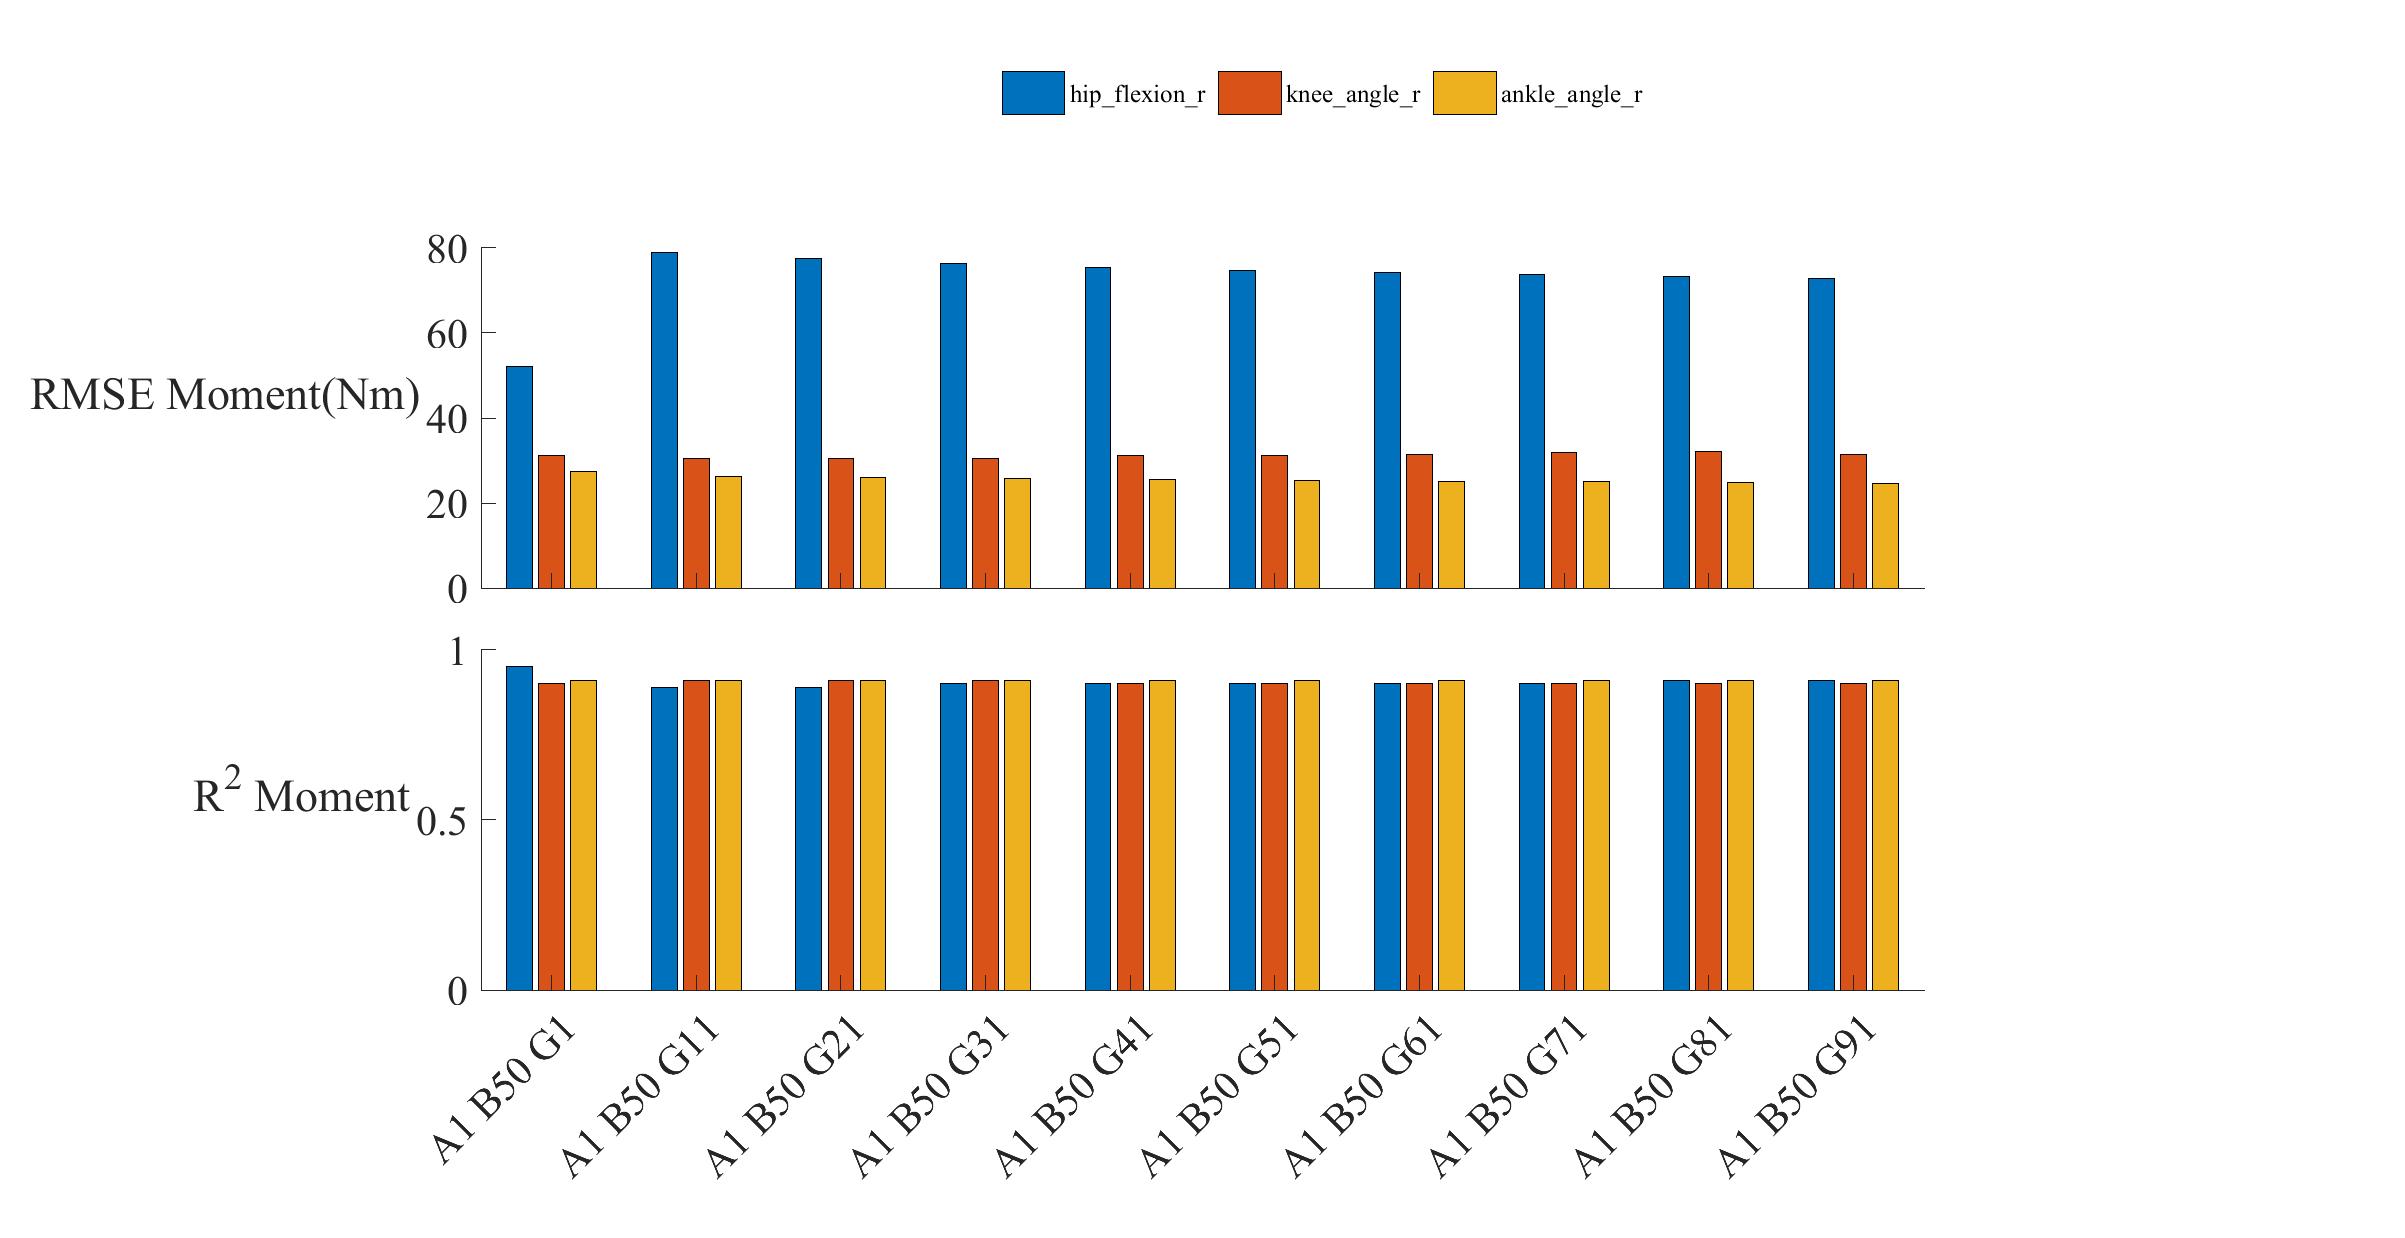 hip_flexion_r knee_angle_r ankle_angle_r
80
60
RMSE Moment(Nm)
40
20
0
1
R² Moment
0.5
0
A1 B50 G1
A1 B50 G11
A1 B50 G21
A1 B50 G31
A1 B50 G41
A1 B50 G51
A1 B50 G61
A1 B50 G71
A1 B50 G81
A1 B50 G91